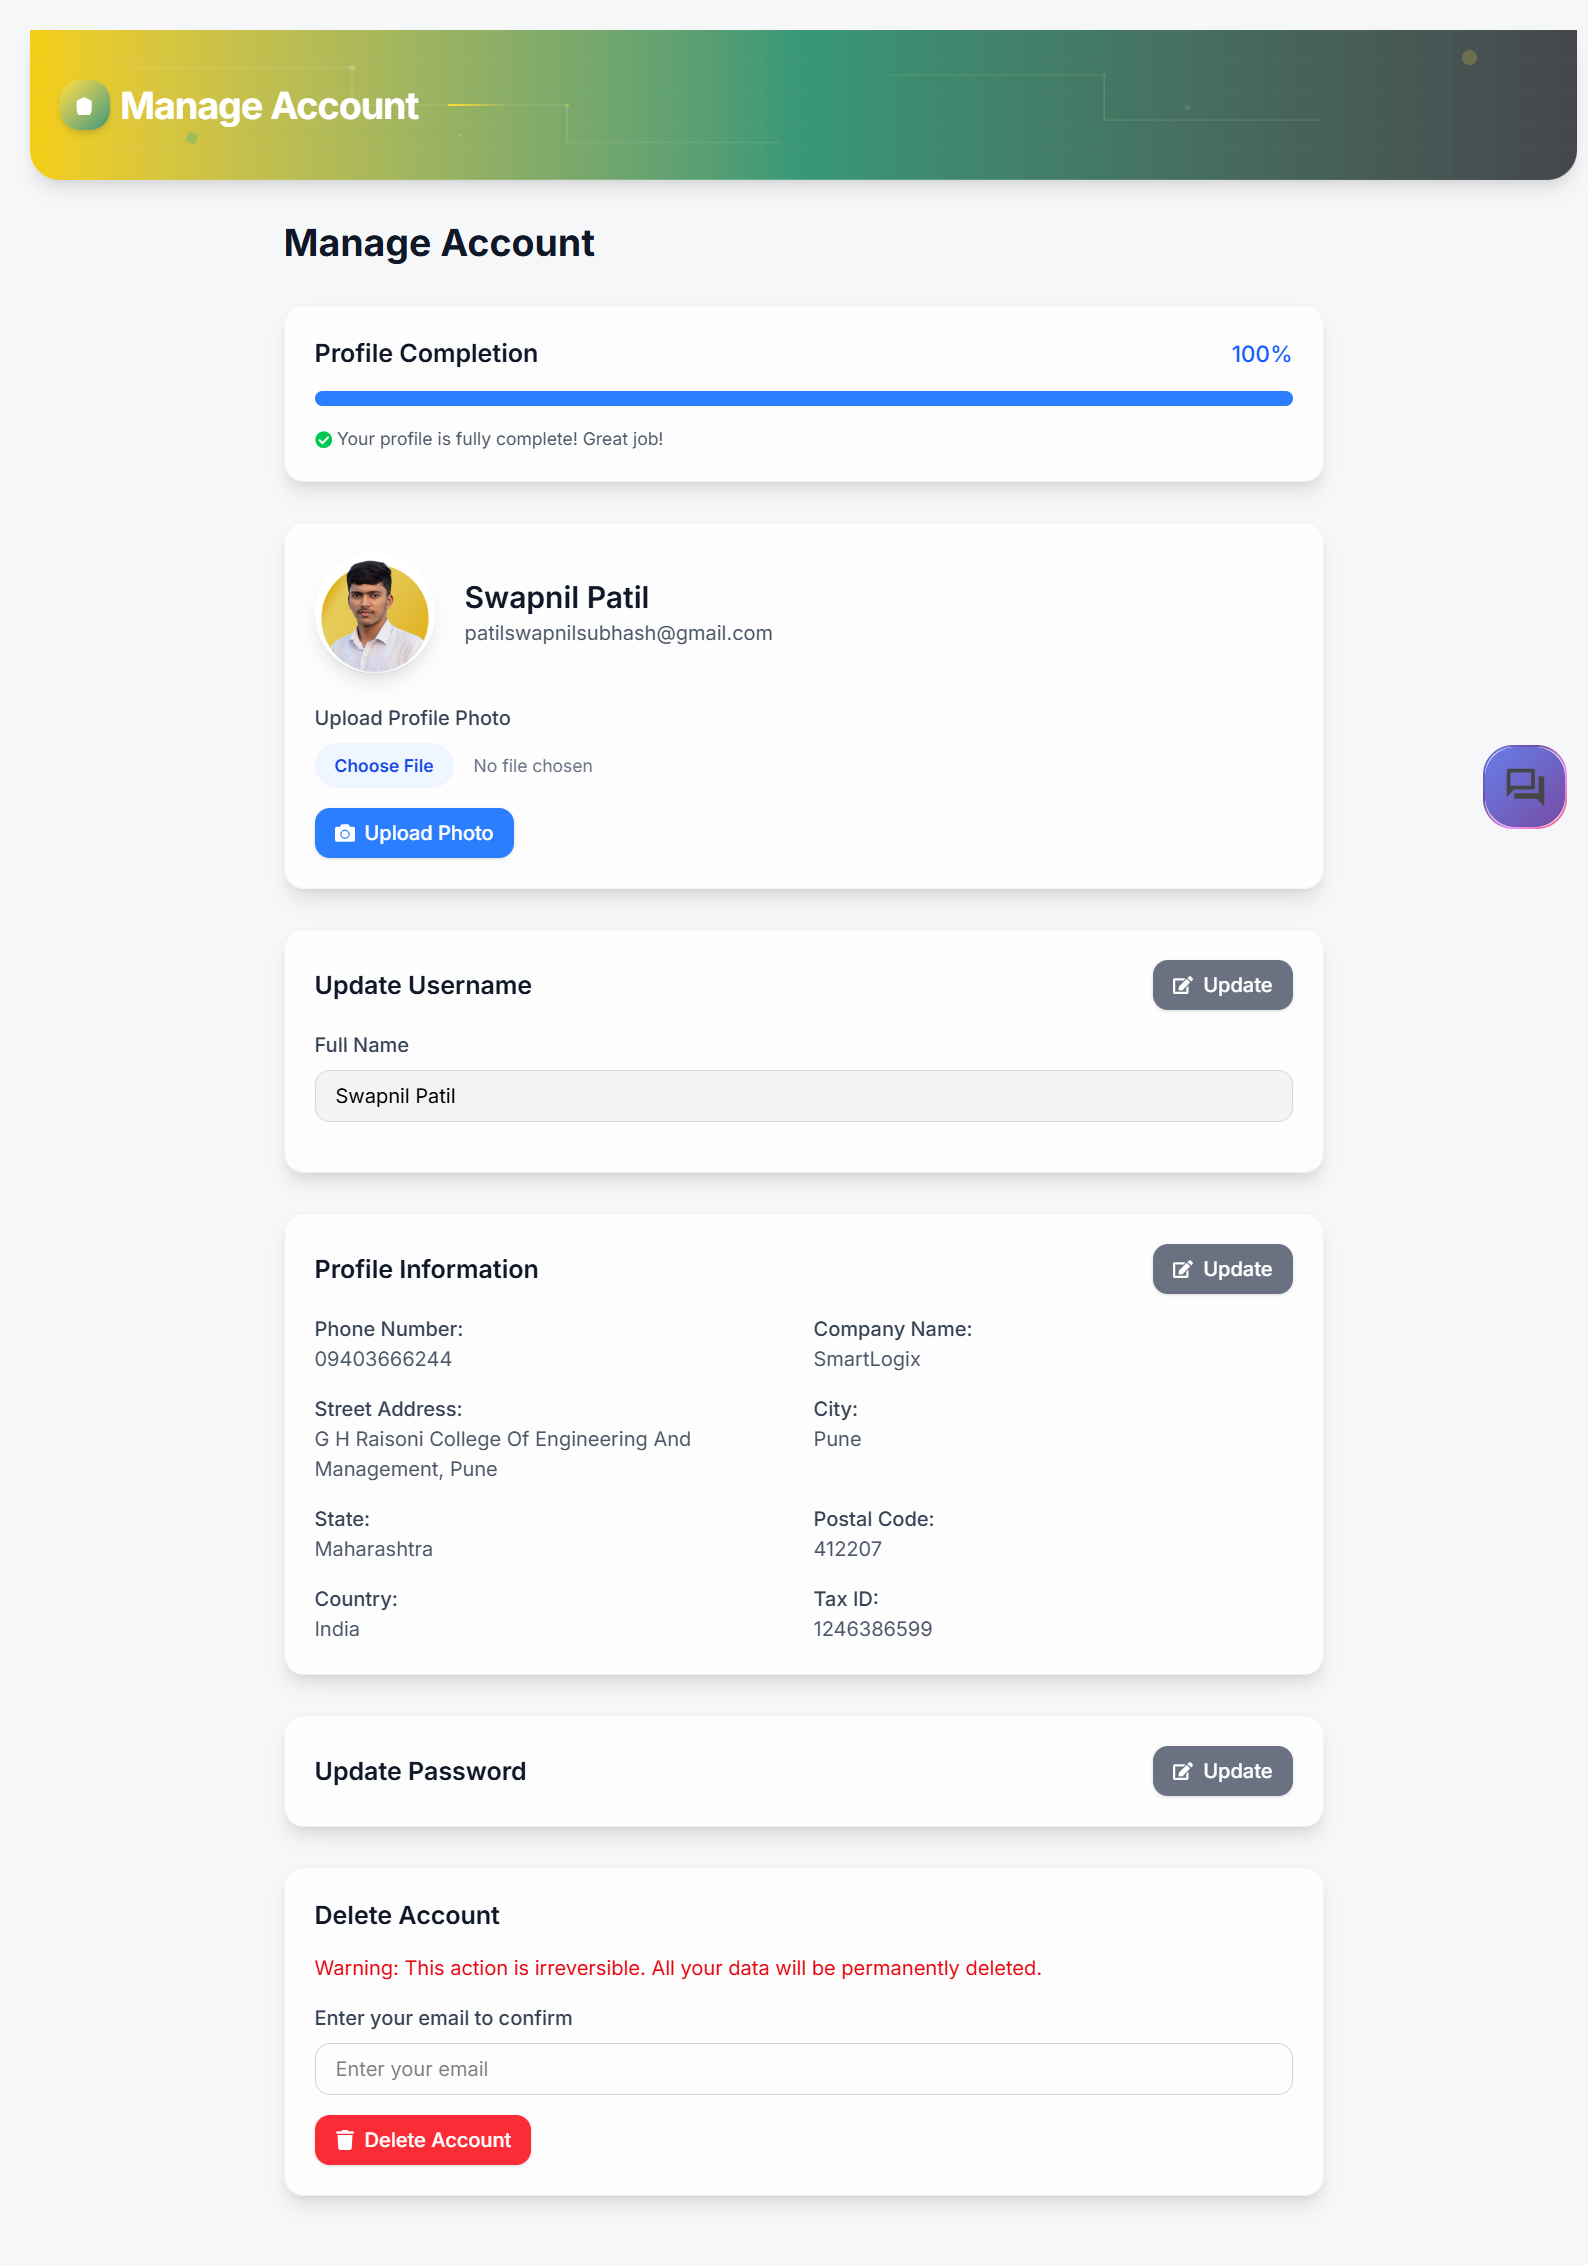 Manage Account
Manage Account
Profile Completion
100%
Your profile is fully complete! Great job!
Swapnil Patil
patilswapnilsubhash@gmail.com
Upload Profile Photo
Choose File No file chosen
Upload Photo
Update Username
Update
Full Name
Swapnil Patil
Profile Information
Update
Phone Number:
09403666244
Company Name:
SmartLogix
Street Address:
G H Raisoni College Of Engineering And
Management, Pune
City:
Pune
State:
Maharashtra
Postal Code:
412207
Country:
India
Tax ID:
1246386599
Update Password
Update
Delete Account
Warning: This action is irreversible. All your data will be permanently deleted.
Enter your email to confirm
Enter your email
Delete Account